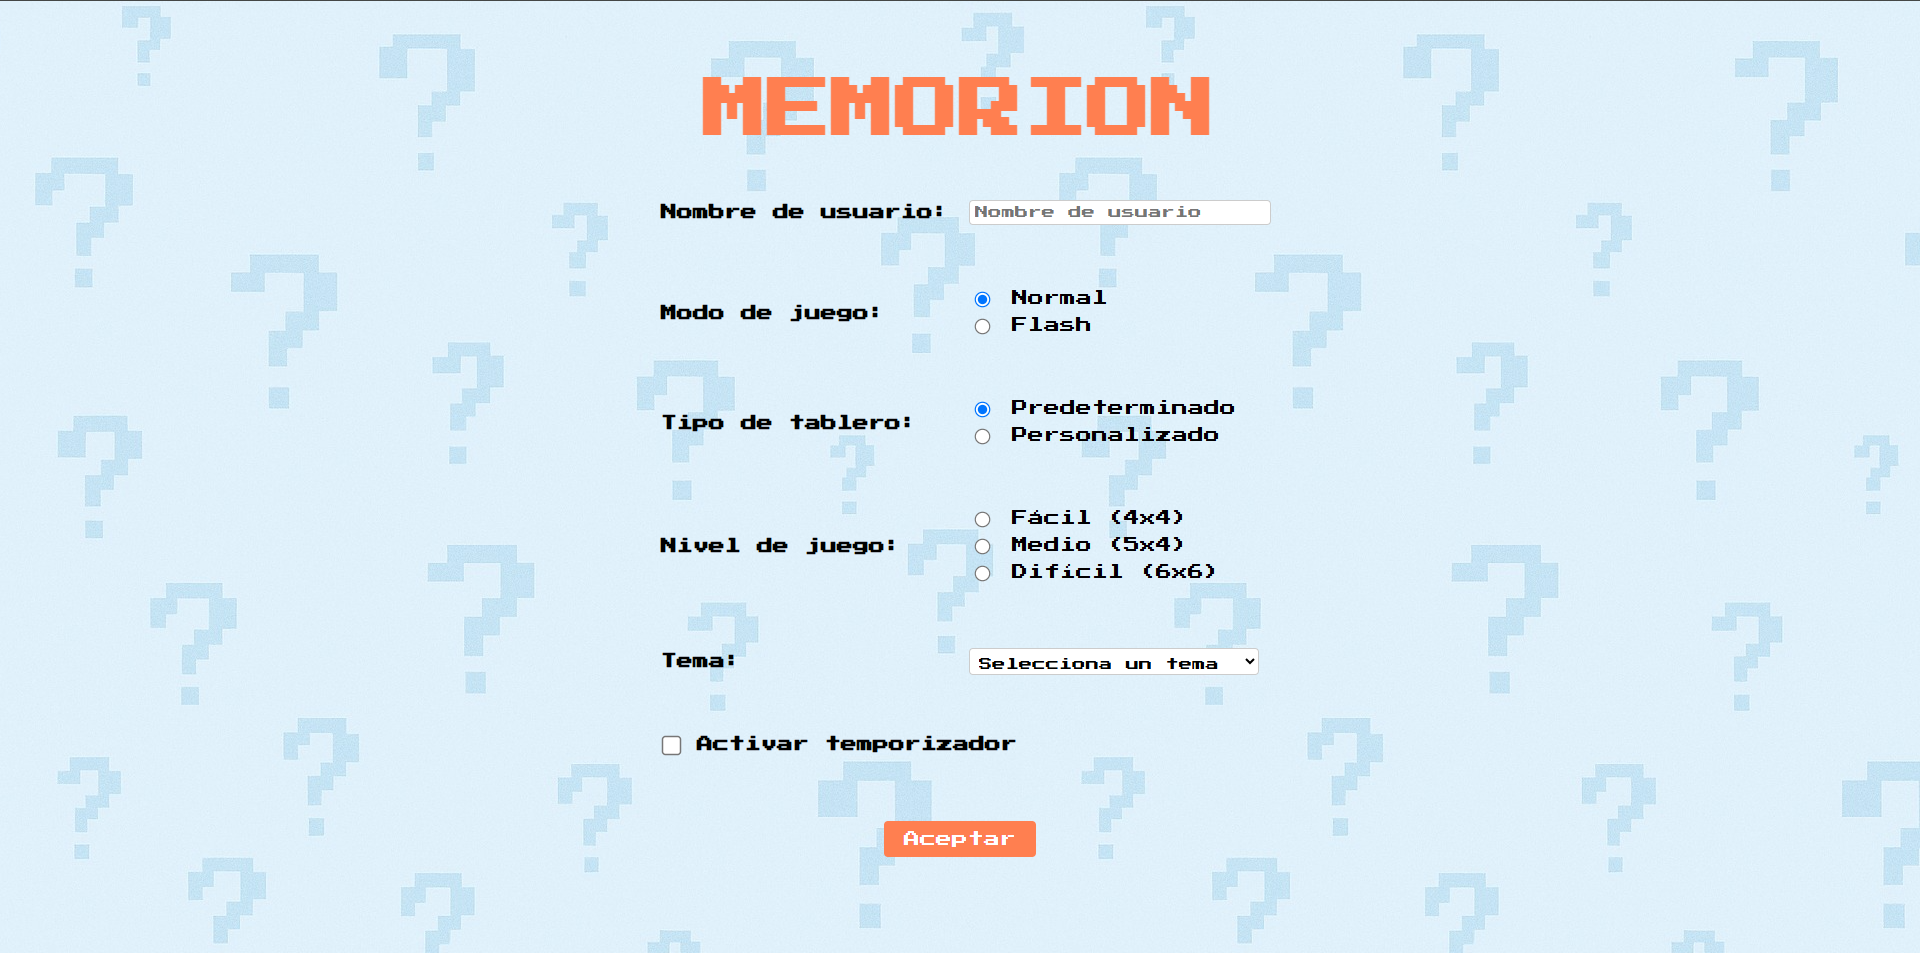 MEMORION
Nombre de usuario: Nombre de usuario
Modo de juego:
Normal
Flash
Tipo de tablero:
Predeterminado
Personalizado
Nivel de juego:
Fácil (4x4)
Medio (5x4)
Difícil (6x6)
Tema: Selecciona un tema
Activar temporizador
Aceptar